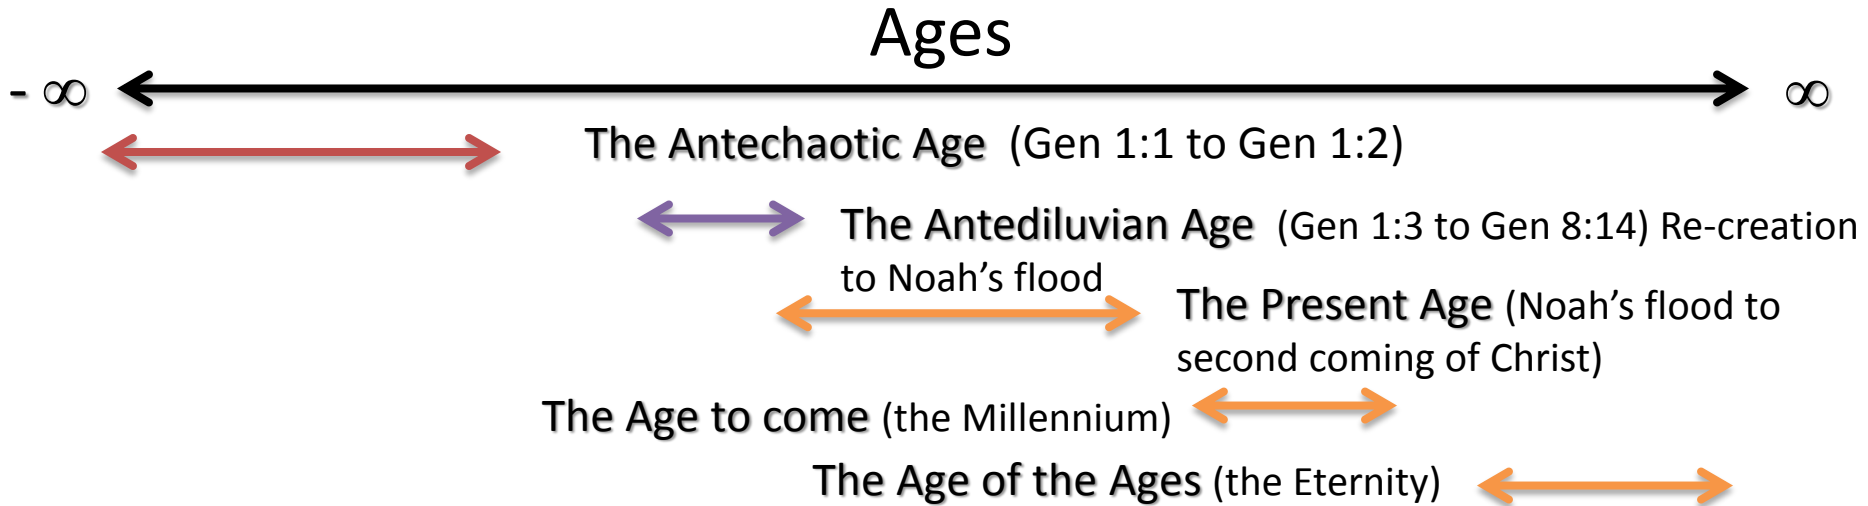 Ages
- ∞ ∞
The Antechaotic Age (Gen 1:1 to Gen 1:2)
The Antediluvian Age (Gen 1:3 to Gen 8:14) Re-creation
to Noah’s flood
The Present Age (Noah’s flood to
second coming of Christ)
The Age to come (the Millennium)
The Age of the Ages (the Eternity)